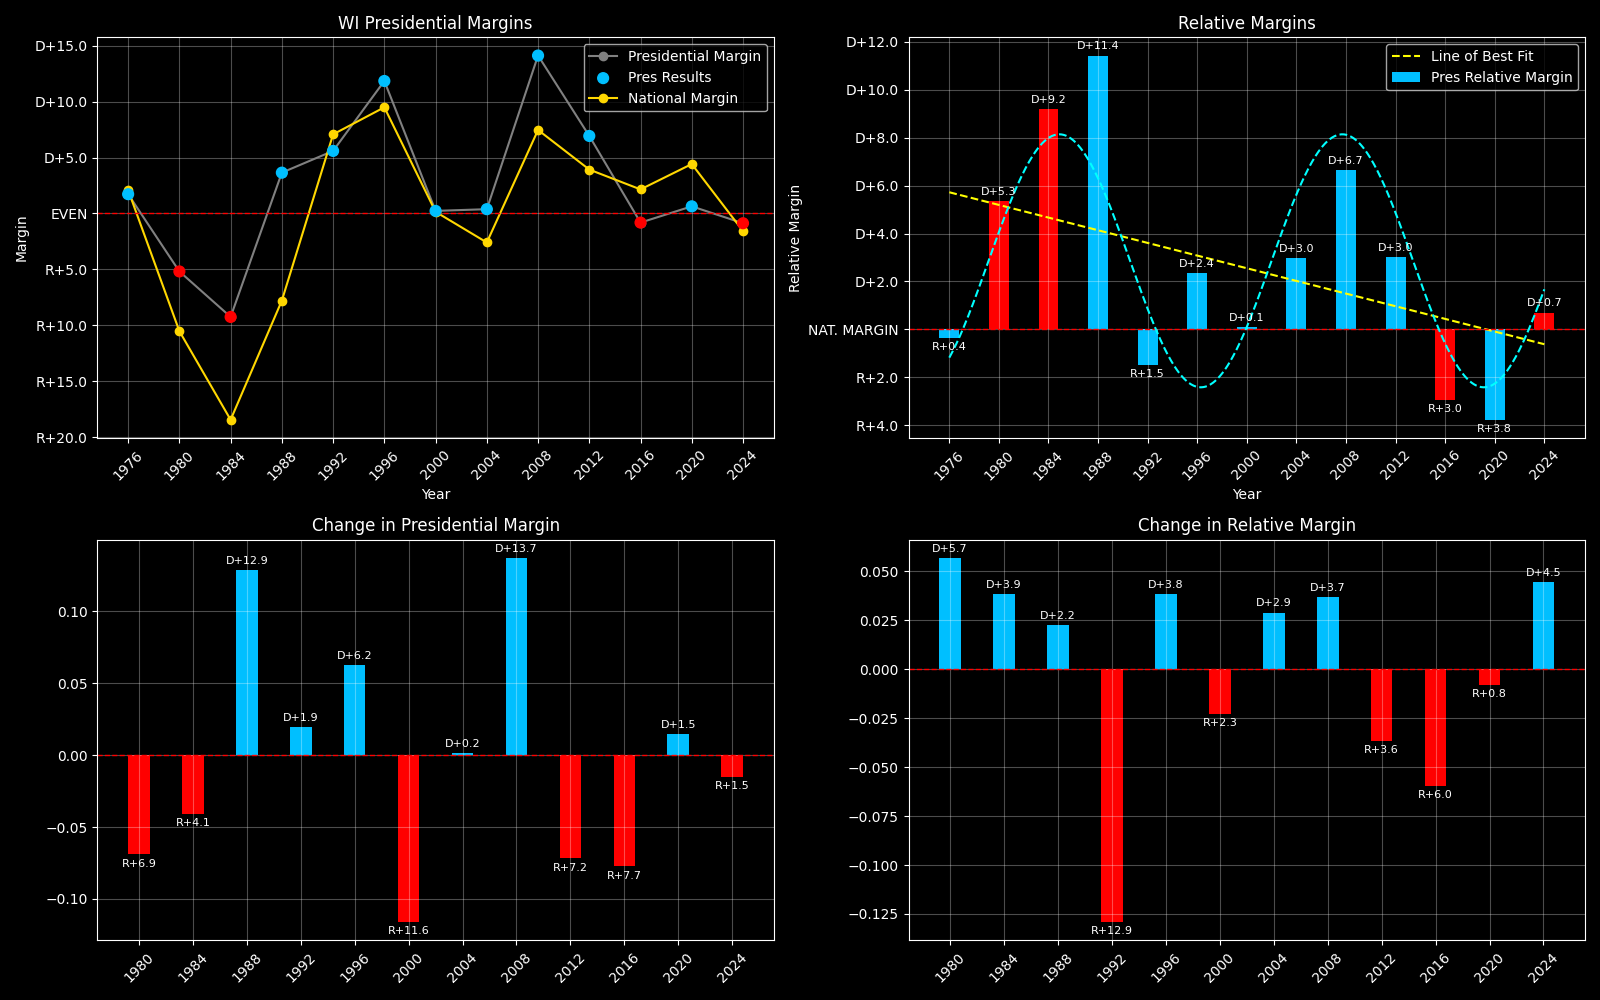 WI Presidential Margins
D+15.0
D+10.0
D+5.0
EVEN
R+5.0
R+10.0
R+15.0
R+20.0
Margin
Presidential Margin
Pres Results
National Margin
1976
1980
1984
1988
1992
1996
2000
2004
2008
2012
2016
2020
2024
Year
Relative Margins
D+12.0
D+10.0
D+8.0
D+6.0
D+4.0
D+2.0
NAT. MARGIN
R+2.0
R+4.0
Relative Margin
Line of Best Fit
Pres Relative Margin
R+0.4
D+5.3
D+9.2
D+11.4
R+1.5
D+2.4
D+0.1
D+3.0
D+6.7
D+3.0
R+3.0
R+3.8
D+0.7
1976
1980
1984
1988
1992
1996
2000
2004
2008
2012
2016
2020
2024
Year
Change in Presidential Margin
0.10
0.05
0.00
−0.05
−0.10
R+6.9
R+4.1
D+12.9
D+1.9
D+6.2
R+11.6
D+0.2
D+13.7
R+7.2
R+7.7
D+1.5
R+1.5
1980
1984
1988
1992
1996
2000
2004
2008
2012
2016
2020
2024
Change in Relative Margin
0.050
0.025
0.000
−0.025
−0.050
−0.075
−0.100
−0.125
D+5.7
D+3.9
D+2.2
R+12.9
D+3.8
R+2.3
D+2.9
D+3.7
R+3.6
R+6.0
R+0.8
D+4.5
1980
1984
1988
1992
1996
2000
2004
2008
2012
2016
2020
2024